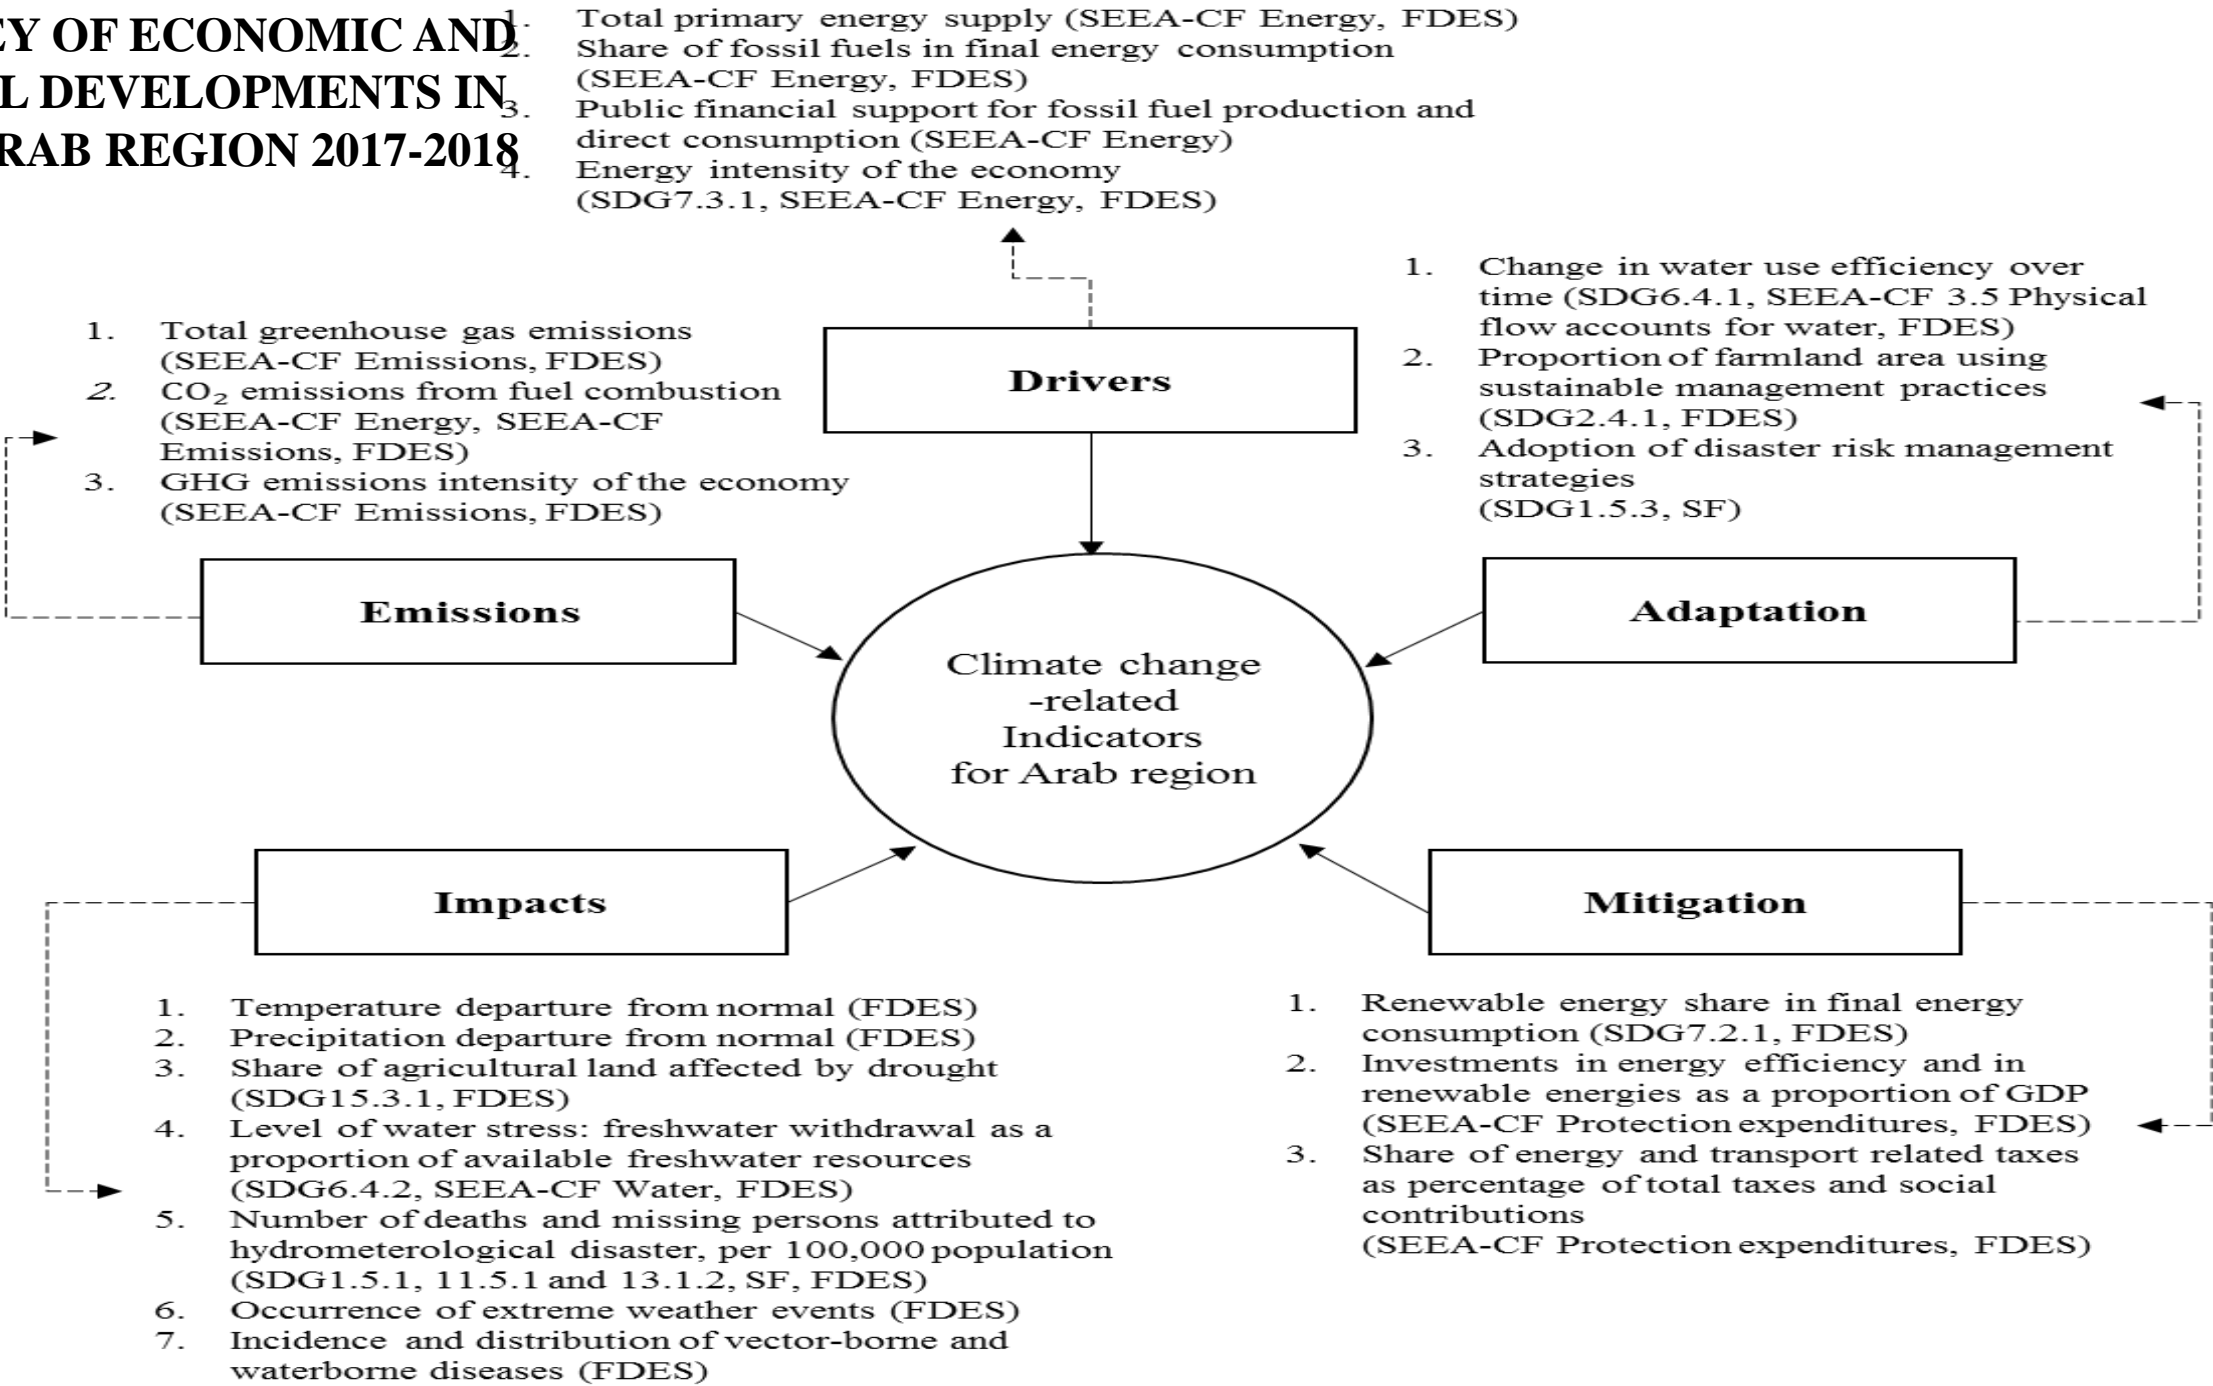 EY OF ECONOMIC AND
L DEVELOPMENTS IN
RAB REGION 2017-2018
1. Total primary energy supply (SEEA-CF Energy, FDES)
2. Share of fossil fuels in final energy consumption
(SEEA-CF Energy, FDES)
3. Public financial support for fossil fuel production and
direct consumption (SEEA-CF Energy)
4. Energy intensity of the economy
(SDG7.3.1, SEEA-CF Energy, FDES)
1. Total greenhouse gas emissions
(SEEA-CF Emissions, FDES)
2. CO₂ emissions from fuel combustion
(SEEA-CF Energy, SEEA-CF
Emissions, FDES)
3. GHG emissions intensity of the economy
(SEEA-CF Emissions, FDES)
Drivers
1. Change in water use efficiency over
time (SDG6.4.1, SEEA-CF 3.5 Physical
flow accounts for water, FDES)
2. Proportion of farmland area using
sustainable management practices
(SDG2.4.1, FDES)
3. Adoption of disaster risk management
strategies
(SDG1.5.3, SF)
Emissions
Adaptation
Climate change
-related
Indicators
for Arab region
Impacts
Mitigation
1. Temperature departure from normal (FDES)
2. Precipitation departure from normal (FDES)
3. Share of agricultural land affected by drought
(SDG15.3.1, FDES)
4. Level of water stress: freshwater withdrawal as a
proportion of available freshwater resources
(SDG6.4.2, SEEA-CF Water, FDES)
5. Number of deaths and missing persons attributed to
hydrometerological disaster, per 100,000 population
(SDG1.5.1, 11.5.1 and 13.1.2, SF, FDES)
6. Occurrence of extreme weather events (FDES)
7. Incidence and distribution of vector-borne and
waterborne diseases (FDES)
1. Renewable energy share in final energy
consumption (SDG7.2.1, FDES)
2. Investments in energy efficiency and in
renewable energies as a proportion of GDP
(SEEA-CF Protection expenditures, FDES)
3. Share of energy and transport related taxes
as percentage of total taxes and social
contributions
(SEEA-CF Protection expenditures, FDES)